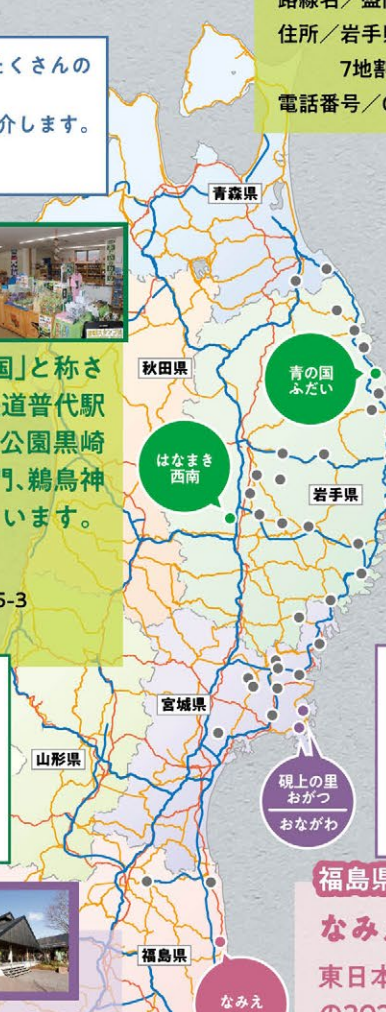 路線名／盛岡
住所／岩手県
7地割
電話番号／0
たくさんの
介します。
青森県
国」と称さ
道普代駅
公園黒崎
門、鵜鳥神
います。
5-3
秋田県
青の国
ふだい
はなまき
西南
岩手県
宮城県
山形県
硯上の里
おがつ
おながわ
福島県
なみえ
東日本
の20
福島県
なみえ